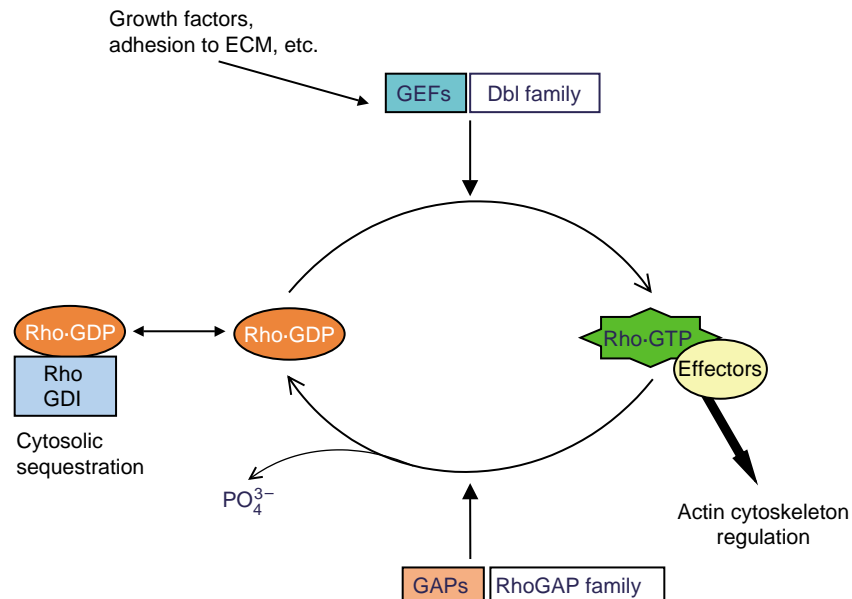 Growth factors,
adhesion to ECM, etc.
GEFs
Dbl family
Rho·GDP
Rho·GDP
Rho·GTP
Rho
GDI
Effectors
Cytosolic
sequestration
PO₄³⁻
Actin cytoskeleton
regulation
GAPs
RhoGAP family